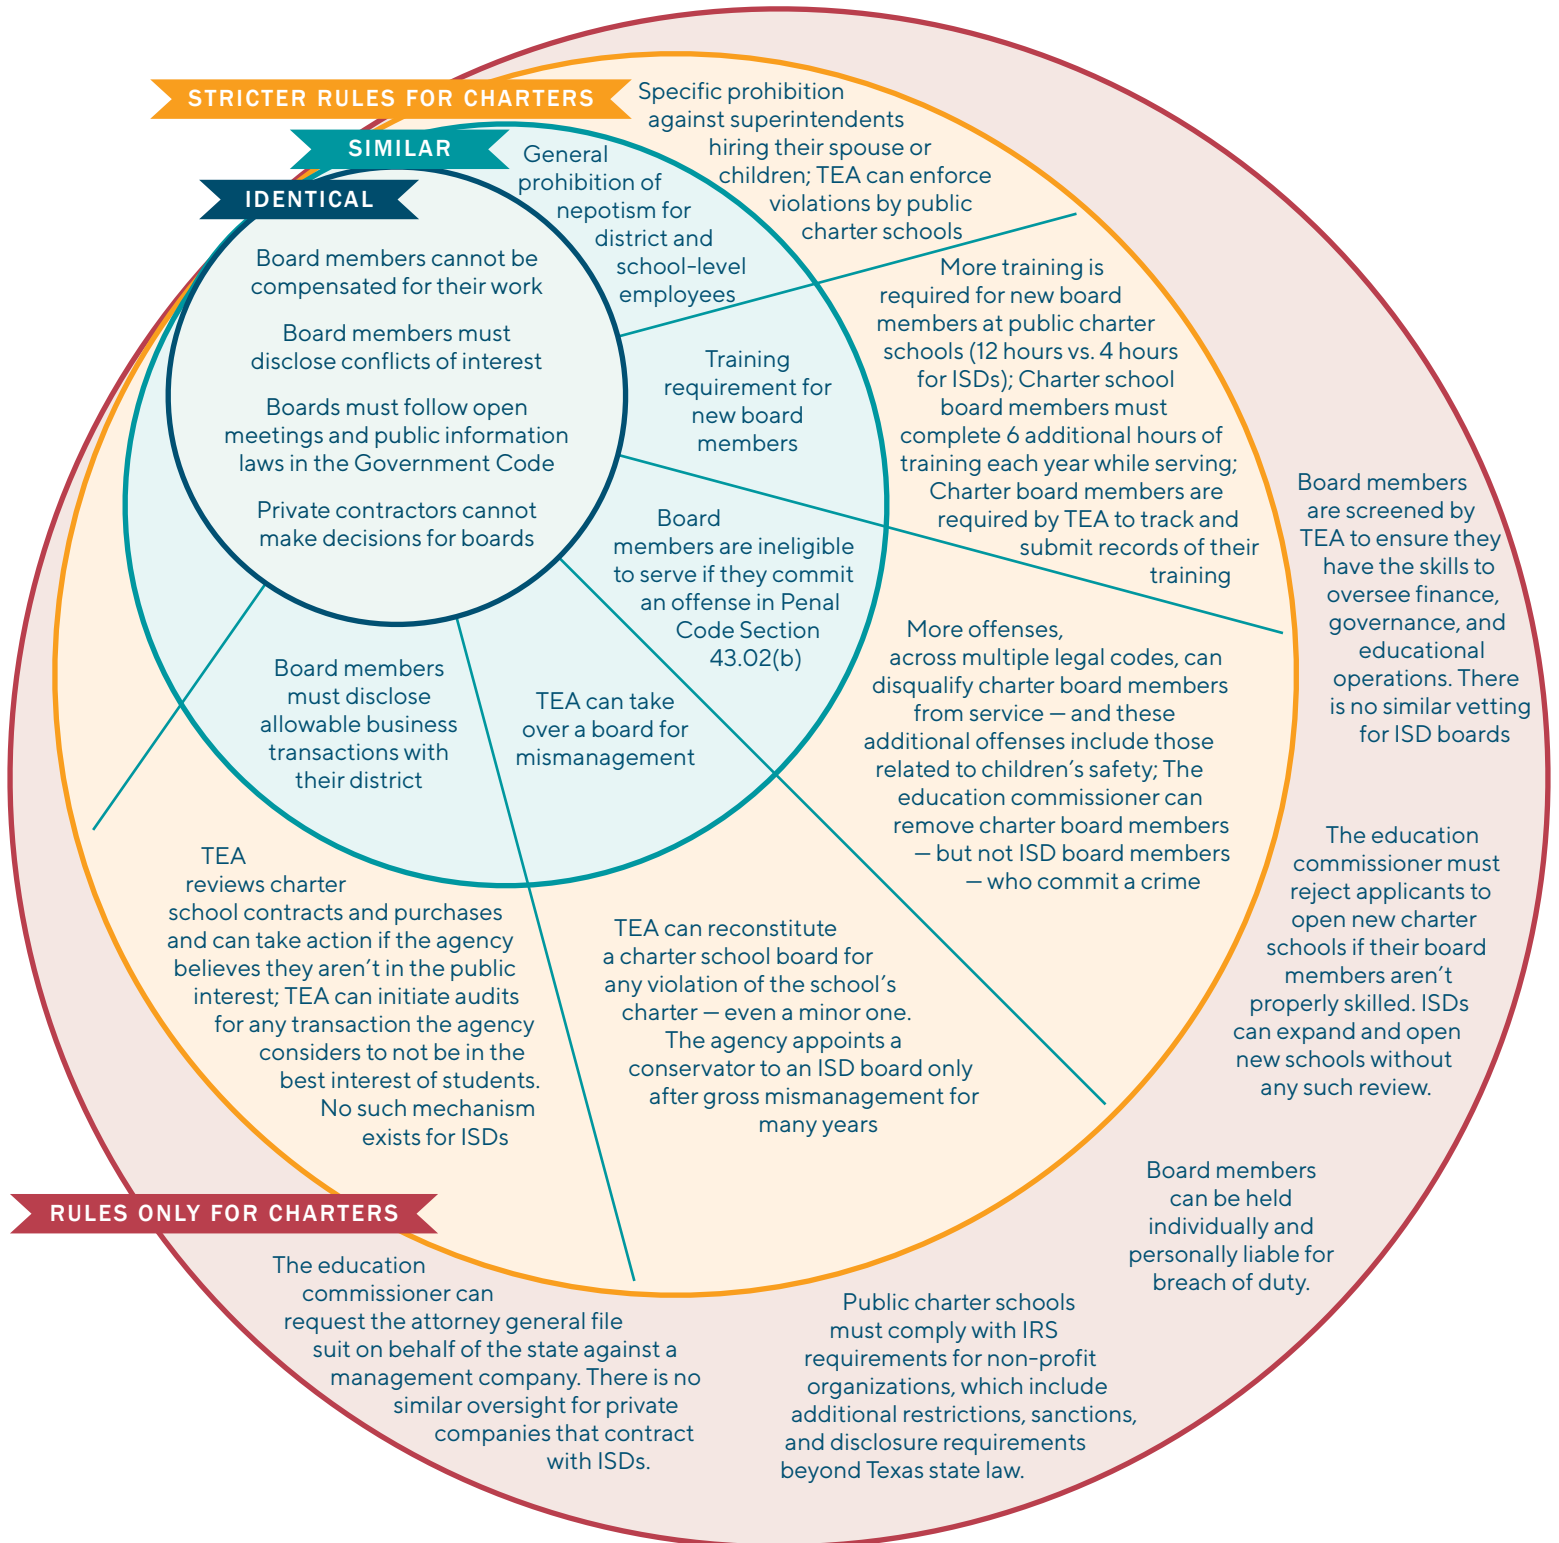 STRICTER RULES FOR CHARTERS
SIMILAR
IDENTICAL
Board members cannot be
compensated for their work
Board members must
disclose conflicts of interest
Boards must follow open
meetings and public information
laws in the Government Code
Private contractors cannot
make decisions for boards
General
prohibition of
nepotism for
district and
school-level
employees
Training
requirement for
new board
members
Board
members are ineligible
to serve if they commit
an offense in Penal
Code Section
43.02(b)
TEA can take
over a board for
mismanagement
Board members
must disclose
allowable business
transactions with
their district
Specific prohibition
against superintendents
hiring their spouse or
children; TEA can enforce
violations by public
charter schools
More training is
required for new board
members at public charter
schools (12 hours vs. 4 hours
for ISDs); Charter school
board members must
complete 6 additional hours of
training each year while serving;
Charter board members are
required by TEA to track and
submit records of their
training
More offenses,
across multiple legal codes, can
disqualify charter board members
from service — and these
additional offenses include those
related to children’s safety; The
education commissioner can
remove charter board members
— but not ISD board members
— who commit a crime
TEA can reconstitute
a charter school board for
any violation of the school’s
charter — even a minor one.
The agency appoints a
conservator to an ISD board only
after gross mismanagement for
many years
TEA
reviews charter
school contracts and purchases
and can take action if the agency
believes they aren’t in the public
interest; TEA can initiate audits
for any transaction the agency
considers to not be in the
best interest of students.
No such mechanism
exists for ISDs
RULES ONLY FOR CHARTERS
Board members
are screened by
TEA to ensure they
have the skills to
oversee finance,
governance, and
educational
operations. There
is no similar vetting
for ISD boards
The education
commissioner must
reject applicants to
open new charter
schools if their board
members aren’t
properly skilled. ISDs
can expand and open
new schools without
any such review.
Board members
can be held
individually and
personally liable for
breach of duty.
Public charter schools
must comply with IRS
requirements for non-profit
organizations, which include
additional restrictions, sanctions,
and disclosure requirements
beyond Texas state law.
The education
commissioner can
request the attorney general file
suit on behalf of the state against a
management company. There is no
similar oversight for private
companies that contract
with ISDs.